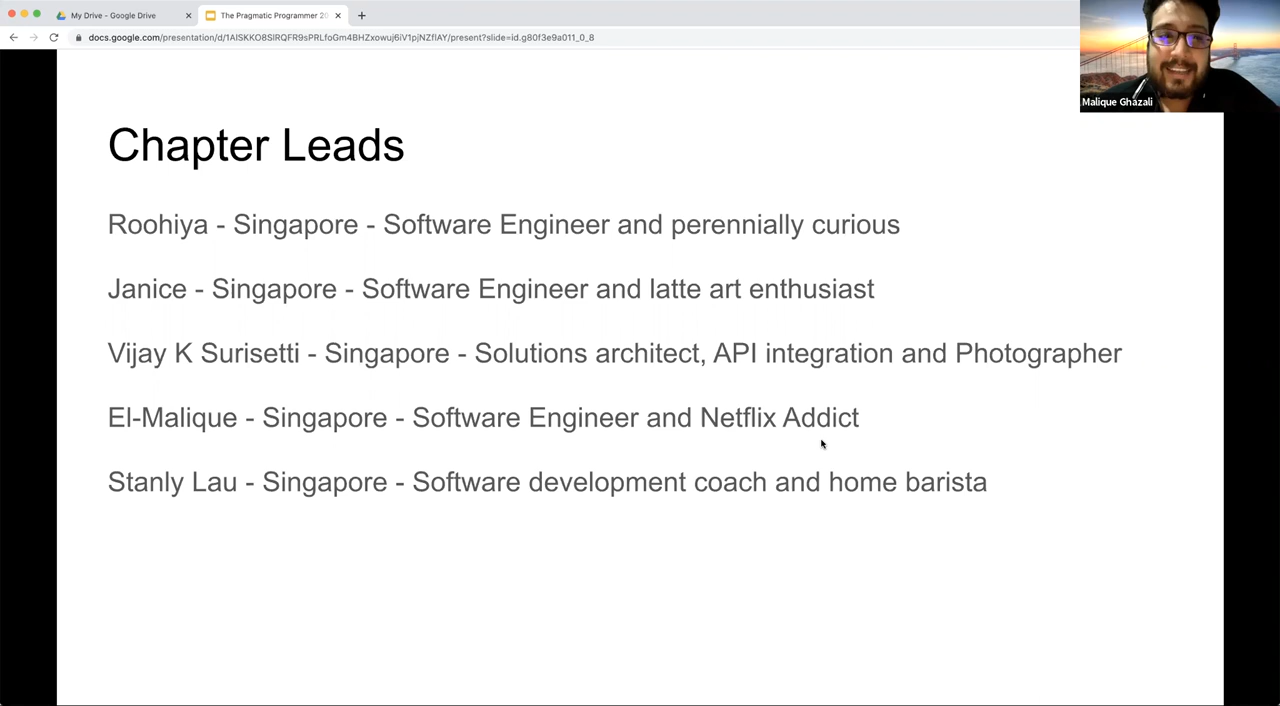 My Drive - Google Drive
The Pragmatic Programmer 20
docs.google.com/presentation/d/1AlSKKOBSlRQFR9sPRLfoGm4BHZxowuj6iV1pjNZfIAY/present?slide=id.g80f3e9a011_0_8
Malique Ghazali
Chapter Leads
Roohiya - Singapore - Software Engineer and perennially curious
Janice - Singapore - Software Engineer and latte art enthusiast
Vijay K Surisetti - Singapore - Solutions architect, API integration and Photographer
El-Malique - Singapore - Software Engineer and Netflix Addict
Stanly Lau - Singapore - Software development coach and home barista